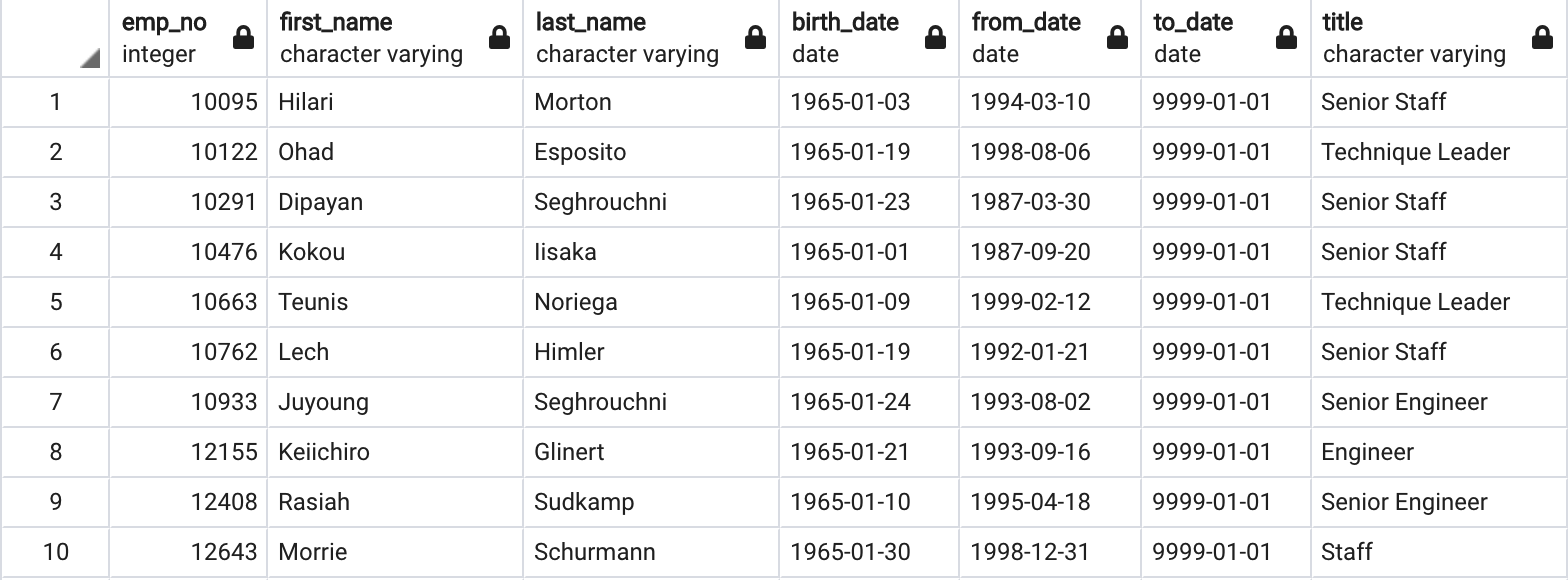 emp_no first_name last_name birth_date from_date to_date title
integer character varying character varying date date date character varying
1 10095 Hilari Morton 1965-01-03 1994-03-10 9999-01-01 Senior Staff
2 10122 Ohad Esposito 1965-01-19 1998-08-06 9999-01-01 Technique Leader
3 10291 Dipayan Seghrouchni 1965-01-23 1987-03-30 9999-01-01 Senior Staff
4 10476 Kokou Iisaka 1965-01-01 1987-09-20 9999-01-01 Senior Staff
5 10663 Teunis Noriega 1965-01-09 1999-02-12 9999-01-01 Technique Leader
6 10762 Lech Himler 1965-01-19 1992-01-21 9999-01-01 Senior Staff
7 10933 Juyoung Seghrouchni 1965-01-24 1993-08-02 9999-01-01 Senior Engineer
8 12155 Keiichiro Glinert 1965-01-21 1993-09-16 9999-01-01 Engineer
9 12408 Rasiah Sudkamp 1965-01-10 1995-04-18 9999-01-01 Senior Engineer
10 12643 Morrie Schurmann 1965-01-30 1998-12-31 9999-01-01 Staff